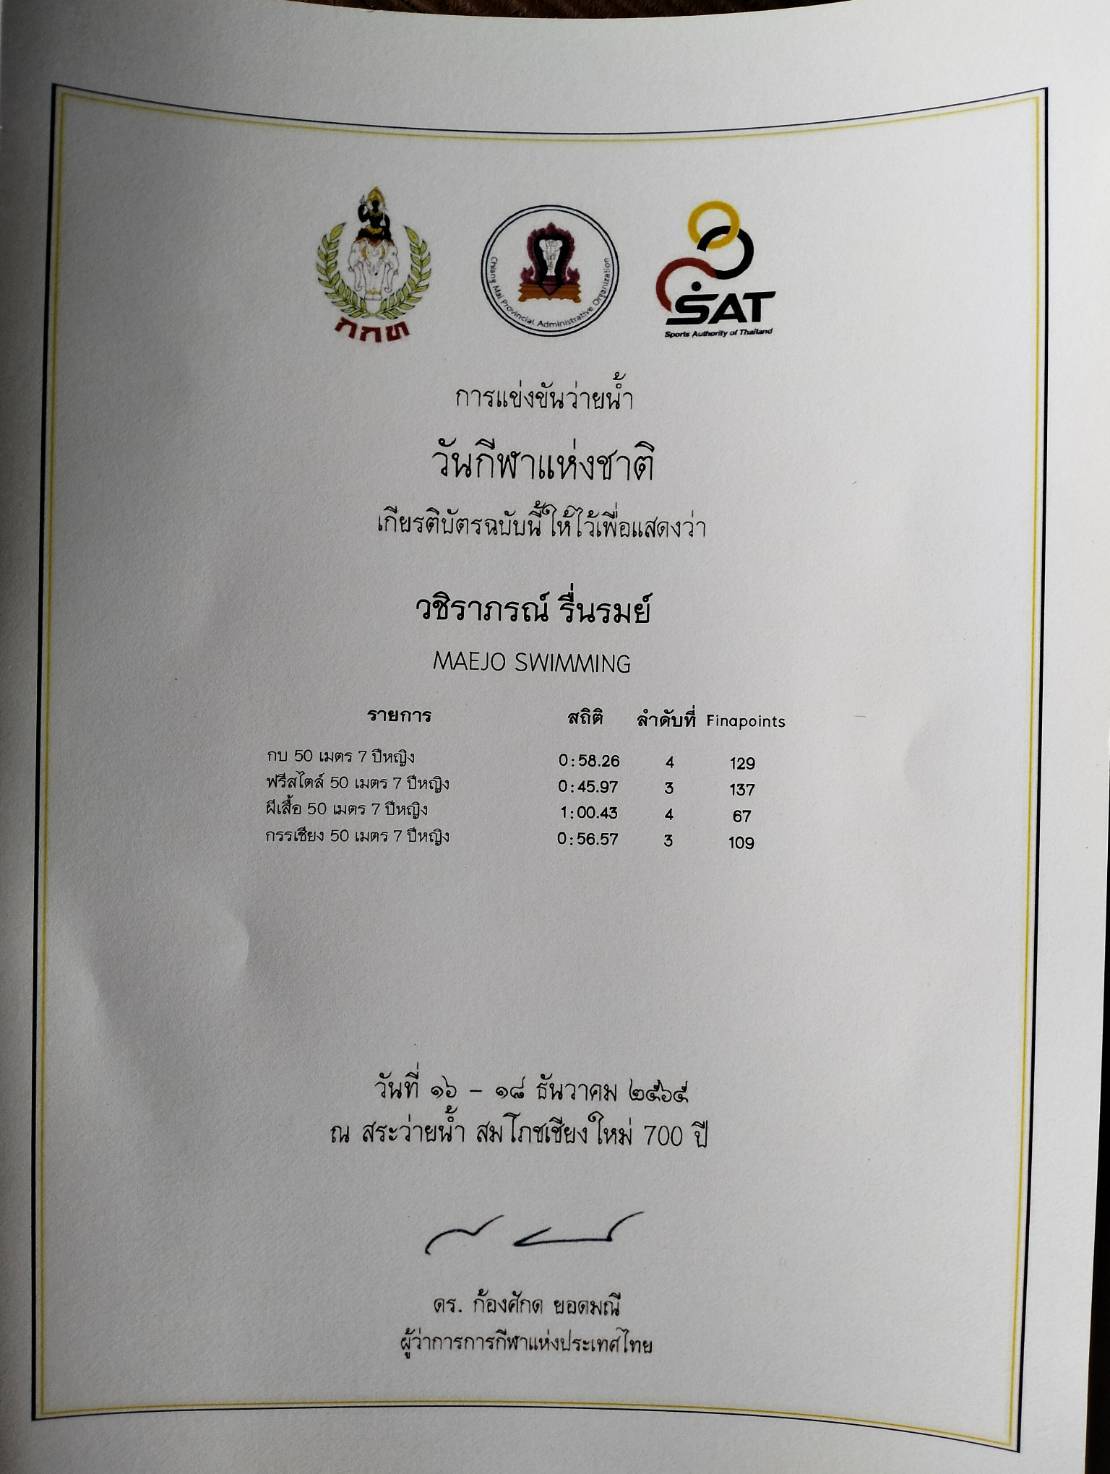 กกท
Chiang Mai Provincial Administrative Organization
SAT
Sports Authority of Thailand
การแข่งขันว่ายน้ำ
วันกีฬาแห่งชาติ
เกียรติบัตรฉบับนี้ให้ไว้เพื่อแสดงว่า
วชิราภรณ์ รื่นรมย์
MAEJO SWIMMING
รายการ สถิติ ลำดับที่ Finapoints
กบ 50 เมตร 7 ปีหญิง 0:58.26 4 129
ฟรีสไตล์ 50 เมตร 7 ปีหญิง 0:45.97 3 137
ผีเสื้อ 50 เมตร 7 ปีหญิง 1:00.43 4 67
กรรเชียง 50 เมตร 7 ปีหญิง 0:56.57 3 109
วันที่ ๑๖ - ๑๘ ธันวาคม ๒๕๖๕
ณ สระว่ายน้ำ สมโภชเชียงใหม่ 700 ปี
ดร. ก้องศักด ยอดมณี
ผู้ว่าการการกีฬาแห่งประเทศไทย